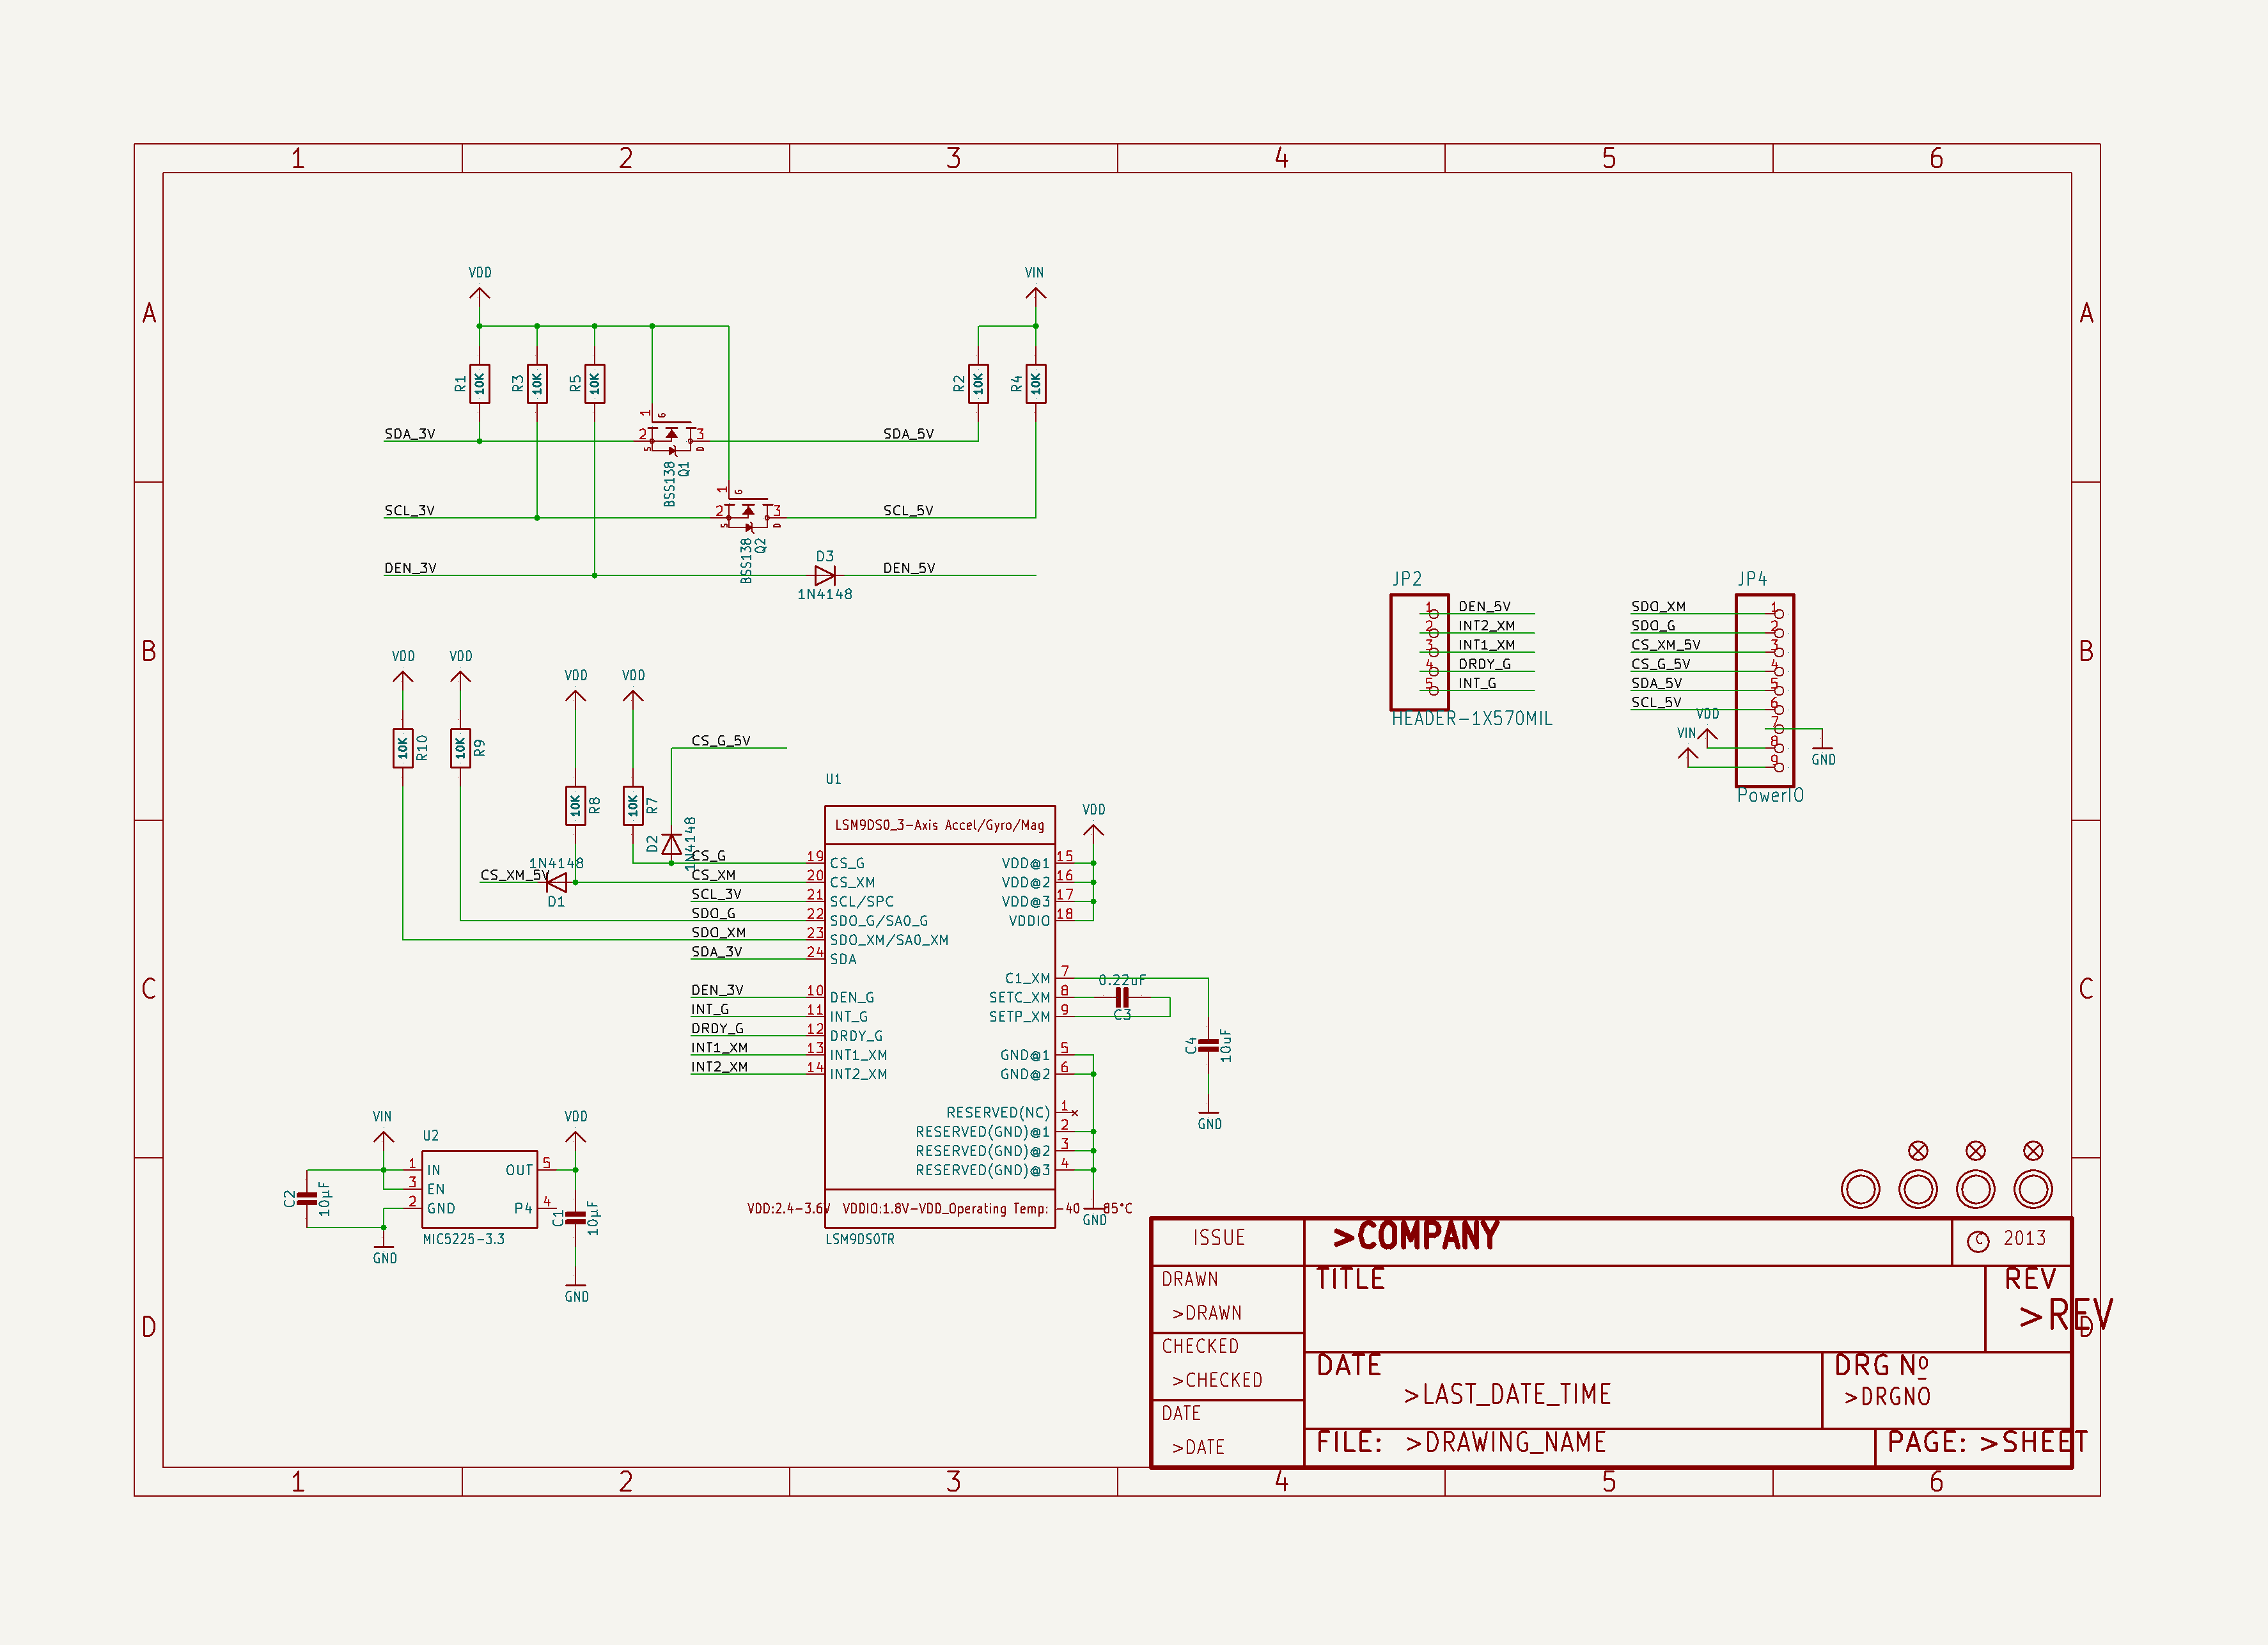 1 2 3 4 5 6
A A
VDD VIN
R1 10K R3 10K R5 10K R2 10K R4 10K
1 G
SDA_3V 2 3 SDA_5V
S D
BSS138 Q1
1 G
SCL_3V 2 3 SCL_5V
S D
BSS138 Q2
D3
DEN_3V DEN_5V
1N4148
JP2
1 DEN_5V
2 INT2_XM
3 INT1_XM
4 DRDY_G
5 INT_G
HEADER-1X570MIL
JP4
SDO_XM 1
SDO_G 2
CS_XM_5V 3
CS_G_5V 4
SDA_5V 5
SCL_5V 6
VDD 7
VIN 8
9 GND
PowerIO
B B
VDD VDD VDD VDD
10K R10 10K R9 10K R8 10K R7
CS_G_5V
D2 1N4148
1N4148
CS_XM_5V
D1
U1
LSM9DS0_3-Axis Accel/Gyro/Mag
VDD
CS_G 19 CS_G VDD@1 15
CS_XM 20 CS_XM VDD@2 16
SCL_3V 21 SCL/SPC VDD@3 17
SDO_G 22 SDO_G/SA0_G VDDIO 18
SDO_XM 23 SDO_XM/SA0_XM
SDA_3V 24 SDA
C1_XM 7 0.22uF
DEN_3V 10 DEN_G SETC_XM 8
INT_G 11 INT_G SETP_XM 9 C3
DRDY_G 12 DRDY_G
INT1_XM 13 INT1_XM GND@1 5
INT2_XM 14 INT2_XM GND@2 6
C4 10uF
GND
RESERVED(NC) 1
RESERVED(GND)@1 2
RESERVED(GND)@2 3
RESERVED(GND)@3 4
VDD:2.4-3.6V VDDIO:1.8V-VDD_Operating Temp: -40 85°C
GND
LSM9DS0TR
C C
VIN VDD
U2
1 IN OUT 5
3 EN
2 GND P4 4
MIC5225-3.3
C2 10µF
GND
C1 10µF
GND
D D
ISSUE >COMPANY © 2013
DRAWN TITLE REV
>DRAWN >REV
CHECKED DATE DRG Nº
>CHECKED >LAST_DATE_TIME >DRGNO
DATE
>DATE FILE: >DRAWING_NAME PAGE: >SHEET
1 2 3 4 5 6